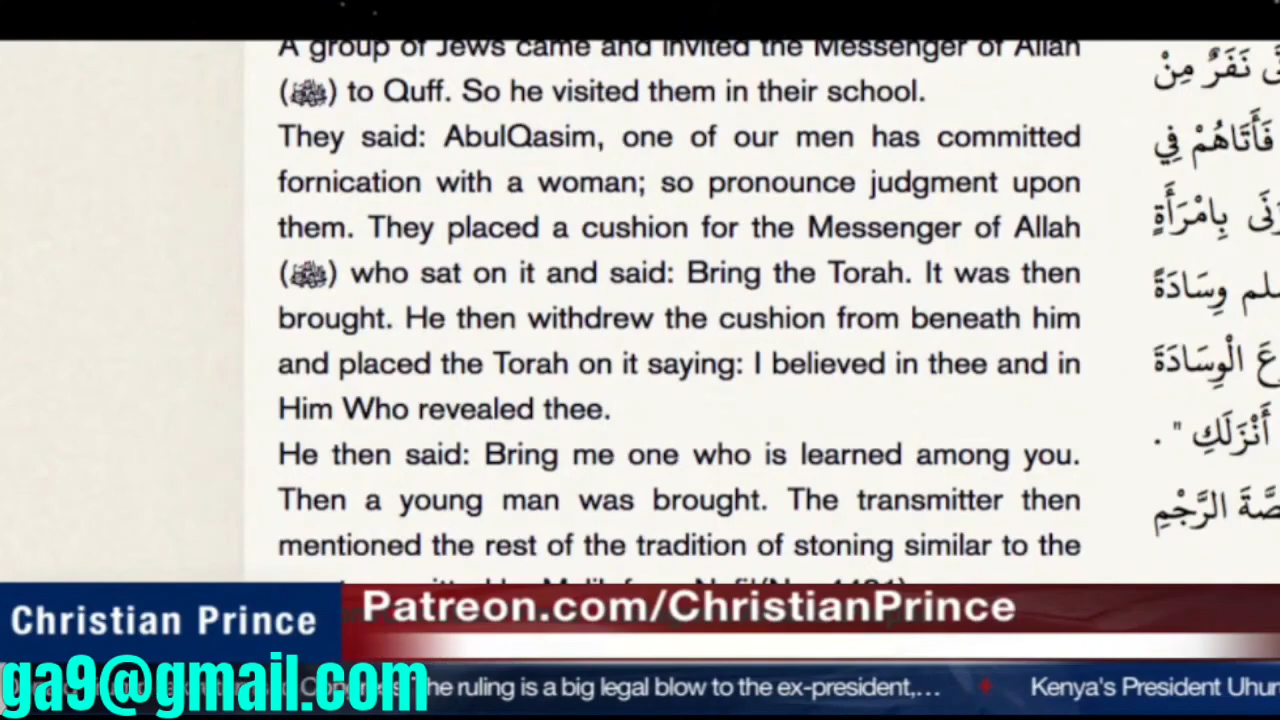 A group of Jews came and invited the Messenger of Allah
(ﷺ) to Quff. So he visited them in their school.
They said: AbulQasim, one of our men has committed
fornication with a woman; so pronounce judgment upon
them. They placed a cushion for the Messenger of Allah
(ﷺ) who sat on it and said: Bring the Torah. It was then
brought. He then withdrew the cushion from beneath him
and placed the Torah on it saying: I believed in thee and in
Him Who revealed thee.
He then said: Bring me one who is learned among you.
Then a young man was brought. The transmitter then
mentioned the rest of the tradition of stoning similar to the
نَفَرٌ مِنْ
فَأَتَاهُمْ فِي
بِامْرَأَةٍ
سلم وِسَادَةً
الْوِسَادَةَ
أَنْزَلَكِ " .
الرَّجْمِ
Christian Prince
Patreon.com/ChristianPrince
ga9@gmail.com
The ruling is a big legal blow to the ex-president,...
Kenya's President Uhur